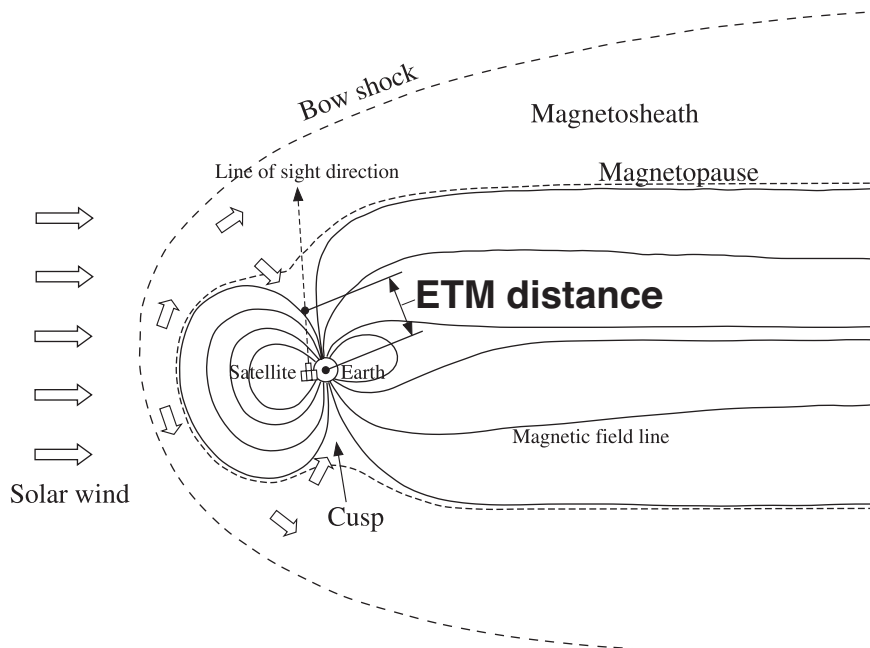 Bow shock
Magnetosheath
Line of sight direction
Magnetopause
ETM distance
Satellite
Earth
Magnetic field line
Solar wind
Cusp